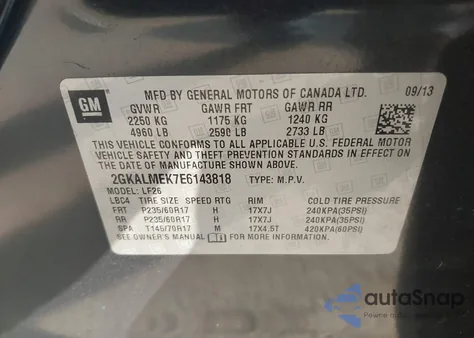 GM
MFD BY GENERAL MOTORS OF CANADA LTD. 09/13
GVWR GAWR FRT GAWR RR
2250 KG 1175 KG 1240 KG
4960 LB 2590 LB 2733 LB
THIS VEHICLE CONFORMS TO ALL APPLICABLE U.S. FEDERAL MOTOR
VEHICLE SAFETY, BUMPER, AND THEFT PREVENTION STANDARDS IN EFFECT ON
THE DATE OF MANUFACTURE SHOWN ABOVE.
2GKALMEK7E6143818 TYPE: M.P.V.
MODEL: LF26
LBC4 TIRE SIZE SPEED RTG RIM COLD TIRE PRESSURE
FRT P235/60R17 H 17X7J 240KPA(35PSI)
RR P235/60R17 H 17X7J 240KPA(35PSI)
SPA T145/70R17 M 17X4.5T 420KPA(60PSI)
SEE OWNER'S MANUAL FOR MORE INFORMATION.
autoSnap